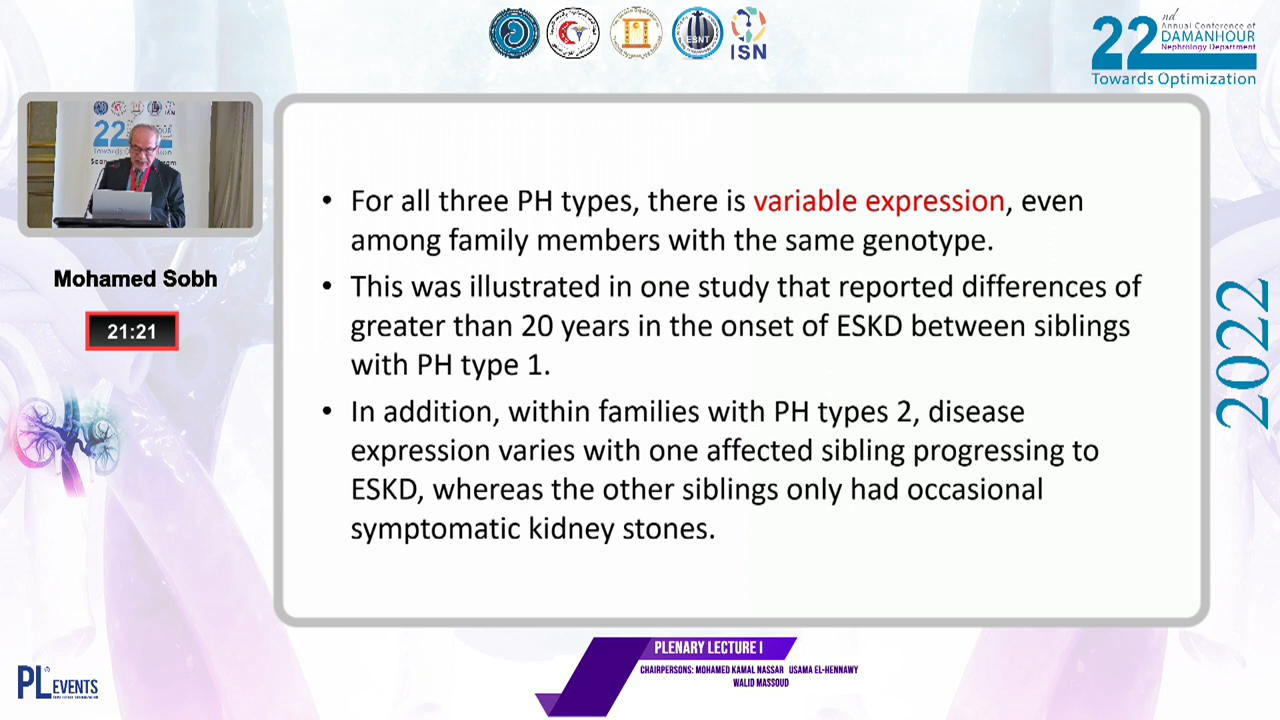 ESNT
ISN
22nd
Annual Conference of
DAMANHOUR
Nephrology Department
Towards Optimization
22
Mohamed Sobh
21:21
• For all three PH types, there is variable expression, even
among family members with the same genotype.
• This was illustrated in one study that reported differences of
greater than 20 years in the onset of ESKD between siblings
with PH type 1.
• In addition, within families with PH types 2, disease
expression varies with one affected sibling progressing to
ESKD, whereas the other siblings only had occasional
symptomatic kidney stones.
2022
PLENARY LECTURE I
CHAIRPERSONS: MOHAMED KAMAL NASSAR USAMA EL-HENNAWY
WALID MASSOUD
PL EVENTS